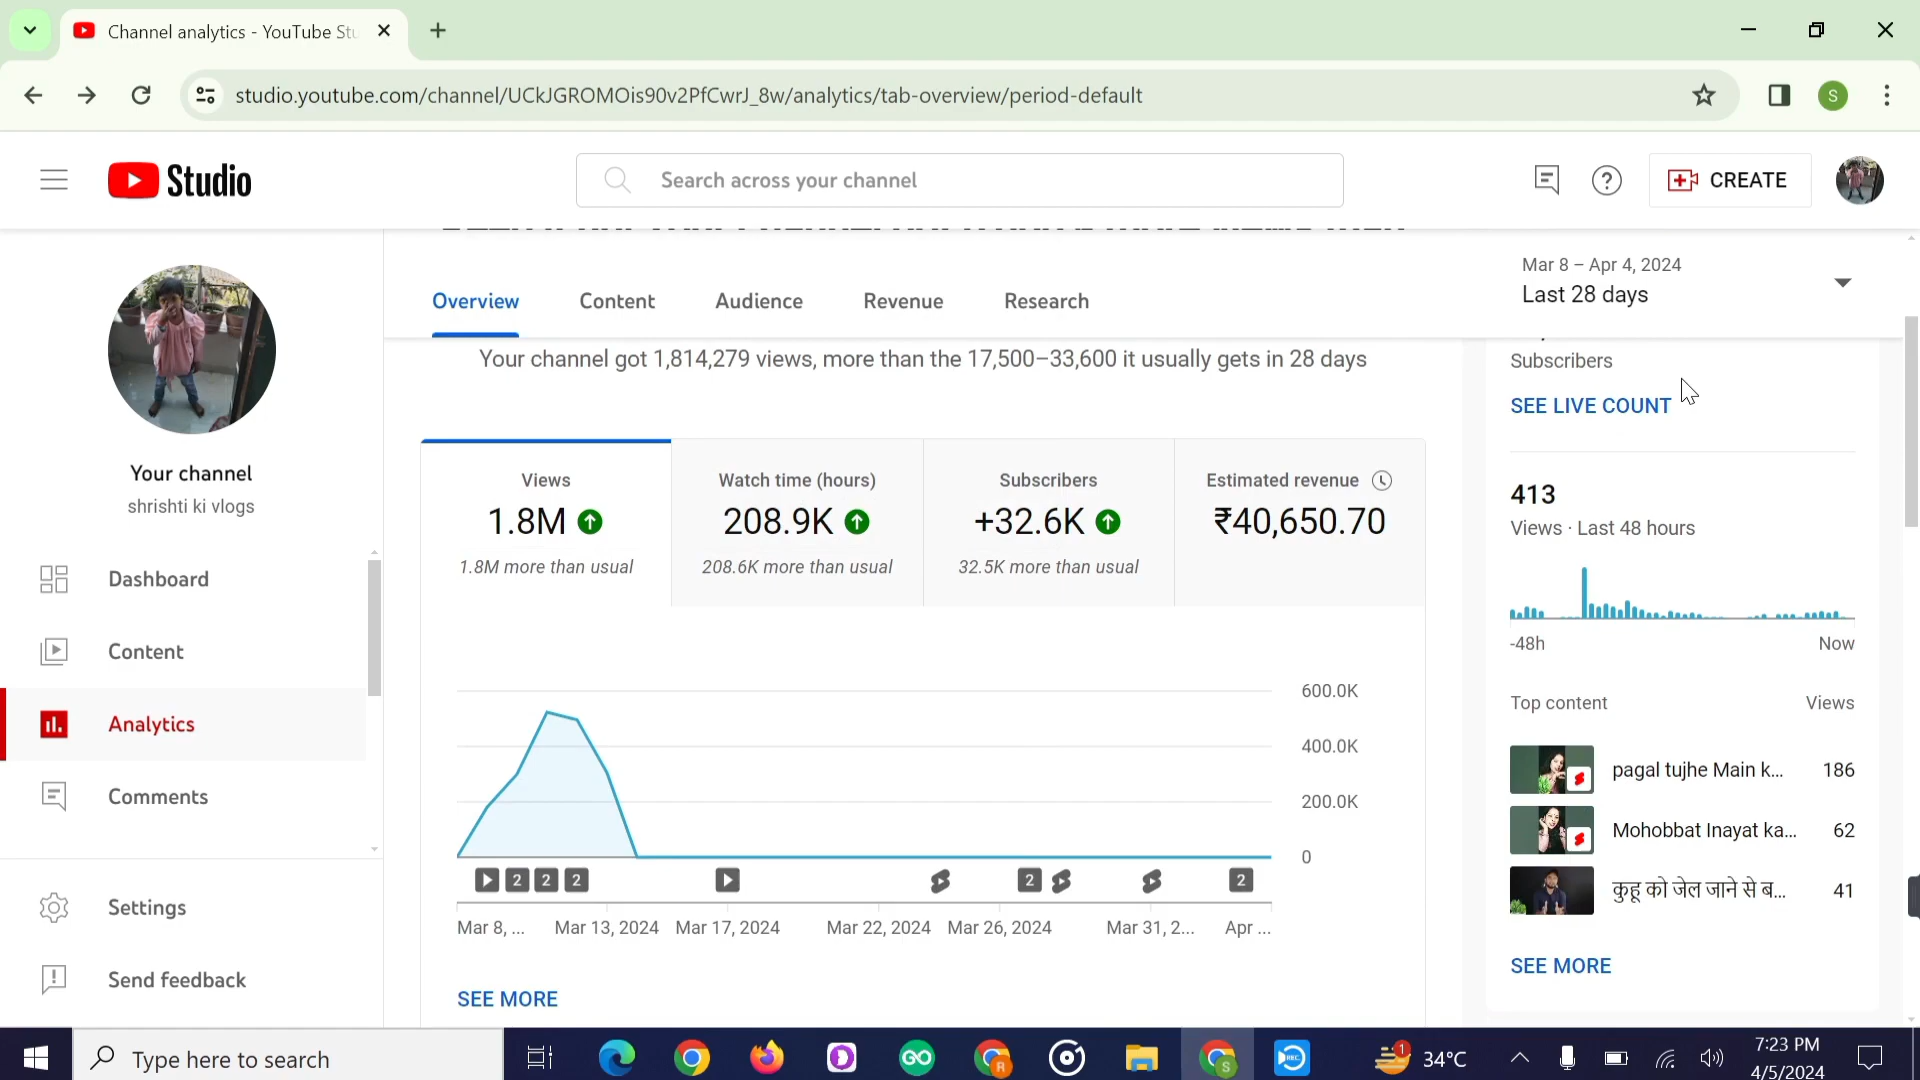 Channel analytics - YouTube Stu
studio.youtube.com/channel/UCkJGROMOis90v2PfCwrJ_8w/analytics/tab-overview/period-default
S
Studio
Search across your channel
CREATE
Your channel
shrishti ki vlogs
Dashboard
Content
Analytics
Comments
Settings
Send feedback
Overview
Content
Audience
Revenue
Research
Mar 8 – Apr 4, 2024
Last 28 days
Your channel got 1,814,279 views, more than the 17,500–33,600 it usually gets in 28 days
Views
1.8M
1.8M more than usual
Watch time (hours)
208.9K
208.6K more than usual
Subscribers
+32.6K
32.5K more than usual
Estimated revenue
₹40,650.70
600.0K
400.0K
200.0K
0
2 2 2 2 2
Mar 8, ... Mar 13, 2024 Mar 17, 2024 Mar 22, 2024 Mar 26, 2024 Mar 31, 2... Apr ...
SEE MORE
Subscribers
SEE LIVE COUNT
413
Views · Last 48 hours
-48h Now
Top content Views
pagal tujhe Main k... 186
Mohobbat Inayat ka... 62
कुहू को जेल जाने से ब... 41
SEE MORE
Type here to search
GO
R
S
REC
1
34°C
7:23 PM
4/5/2024